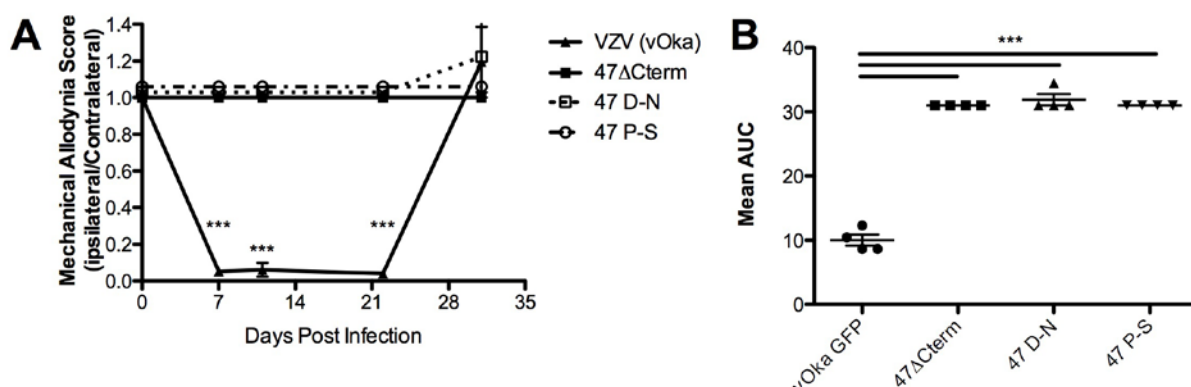 A
Mechanical Allodynia Score
(ipsilateral/Contralateral)
1.4
1.2
1.0
0.8
0.6
0.4
0.2
0.0
***
***
***
0
7
14
21
28
35
Days Post Infection
VZV (vOka)
47ΔCterm
47 D-N
47 P-S
B
***
Mean AUC
40
30
20
10
0
vOka GFP
47ΔCterm
47 D-N
47 P-S